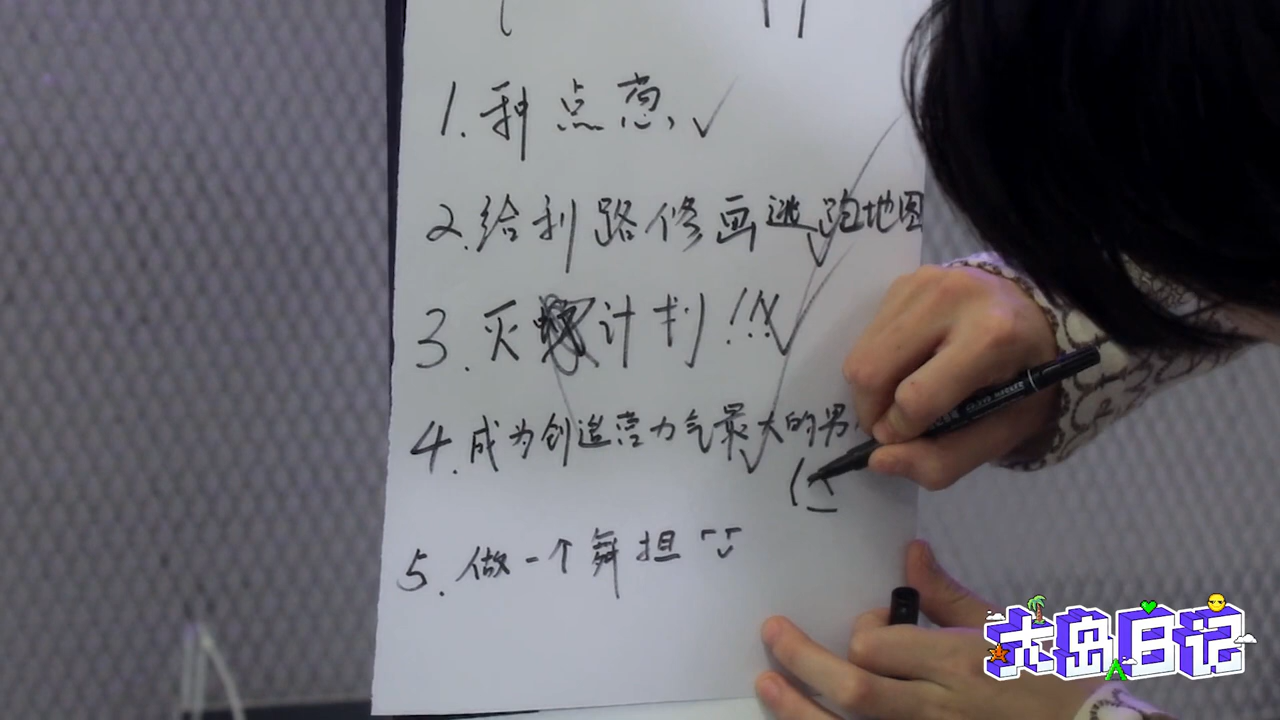 1.种点葱,✓
2.给利路修画逃跑地图✓
3.灭 计划!!!✓
4.成为创造营力气最大的男✓
(
5.做一个舞担
大岛日记